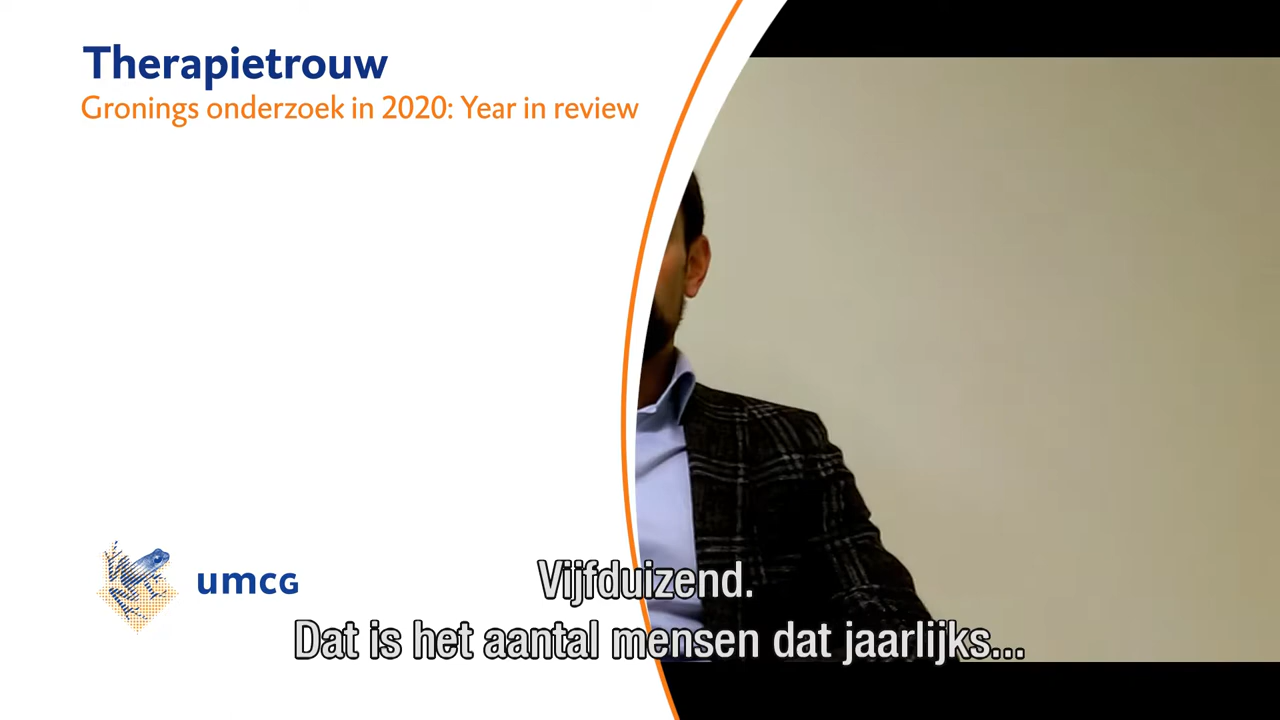 Therapietrouw
Gronings onderzoek in 2020: Year in review
umcg
Vijfduizend.
Dat is het aantal mensen dat jaarlijks...